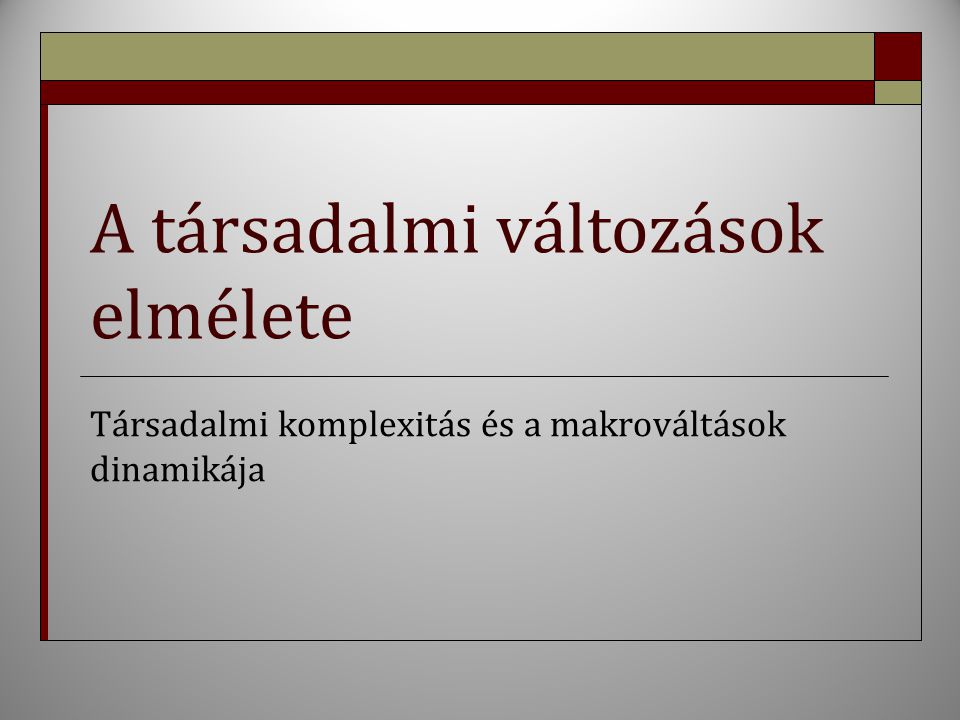 A társadalmi változások
elmélete
Társadalmi komplexitás és a makrováltások
dinamikája